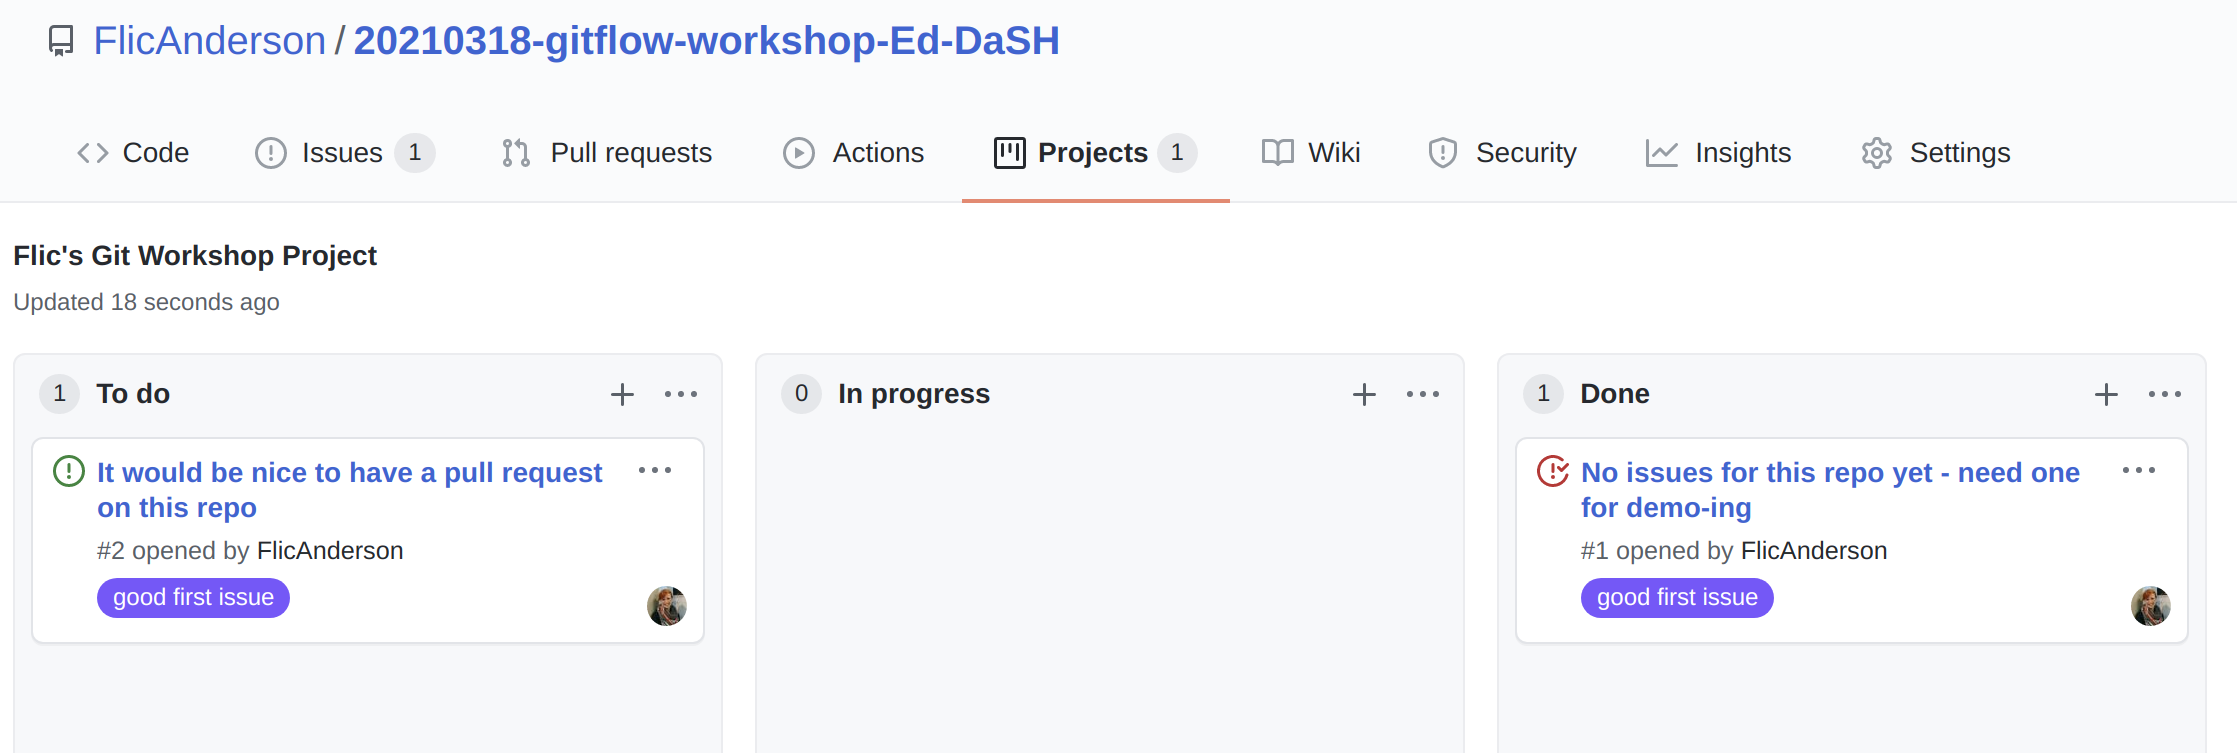 FlicAnderson / 20210318-gitflow-workshop-Ed-DaSH
Code Issues 1 Pull requests Actions Projects 1 Wiki Security Insights Settings
Flic's Git Workshop Project
Updated 18 seconds ago
1 To do
It would be nice to have a pull request
on this repo
#2 opened by FlicAnderson
good first issue
0 In progress
1 Done
No issues for this repo yet - need one
for demo-ing
#1 opened by FlicAnderson
good first issue